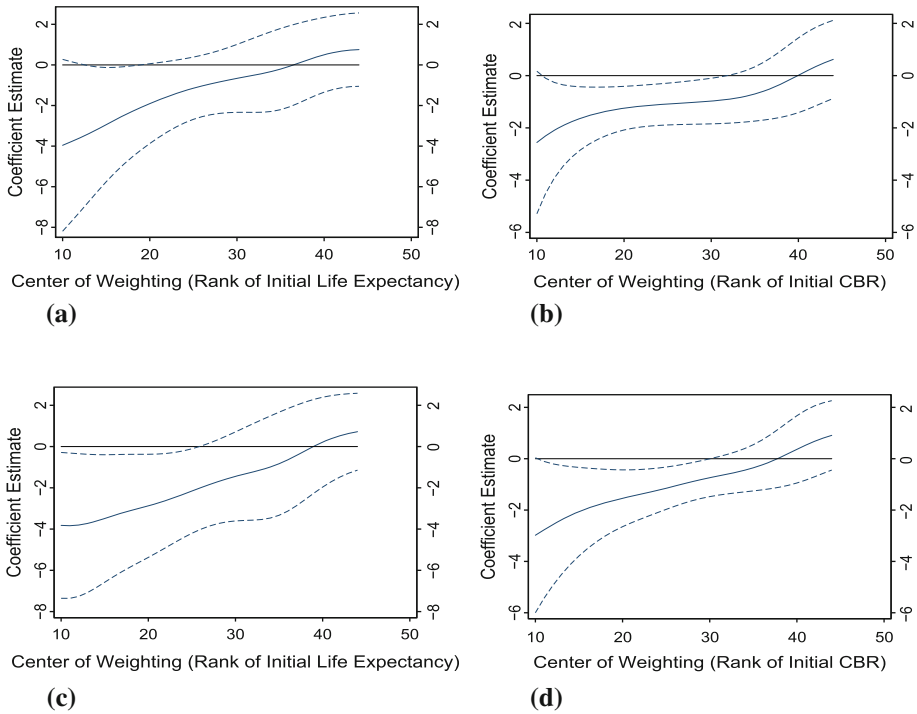 2 0 −2 −4 −6 −8
Coefficient Estimate
2 0 −2 −4 −6 −8
10 20 30 40 50
Center of Weighting (Rank of Initial Life Expectancy)
(a)
2 0 −2 −4 −6
Coefficient Estimate
2 0 −2 −4 −6
10 20 30 40 50
Center of Weighting (Rank of Initial CBR)
(b)
2 0 −2 −4 −6 −8
Coefficient Estimate
2 0 −2 −4 −6 −8
10 20 30 40 50
Center of Weighting (Rank of Initial Life Expectancy)
(c)
2 0 −2 −4 −6
Coefficient Estimate
2 0 −2 −4 −6
10 20 30 40 50
Center of Weighting (Rank of Initial CBR)
(d)